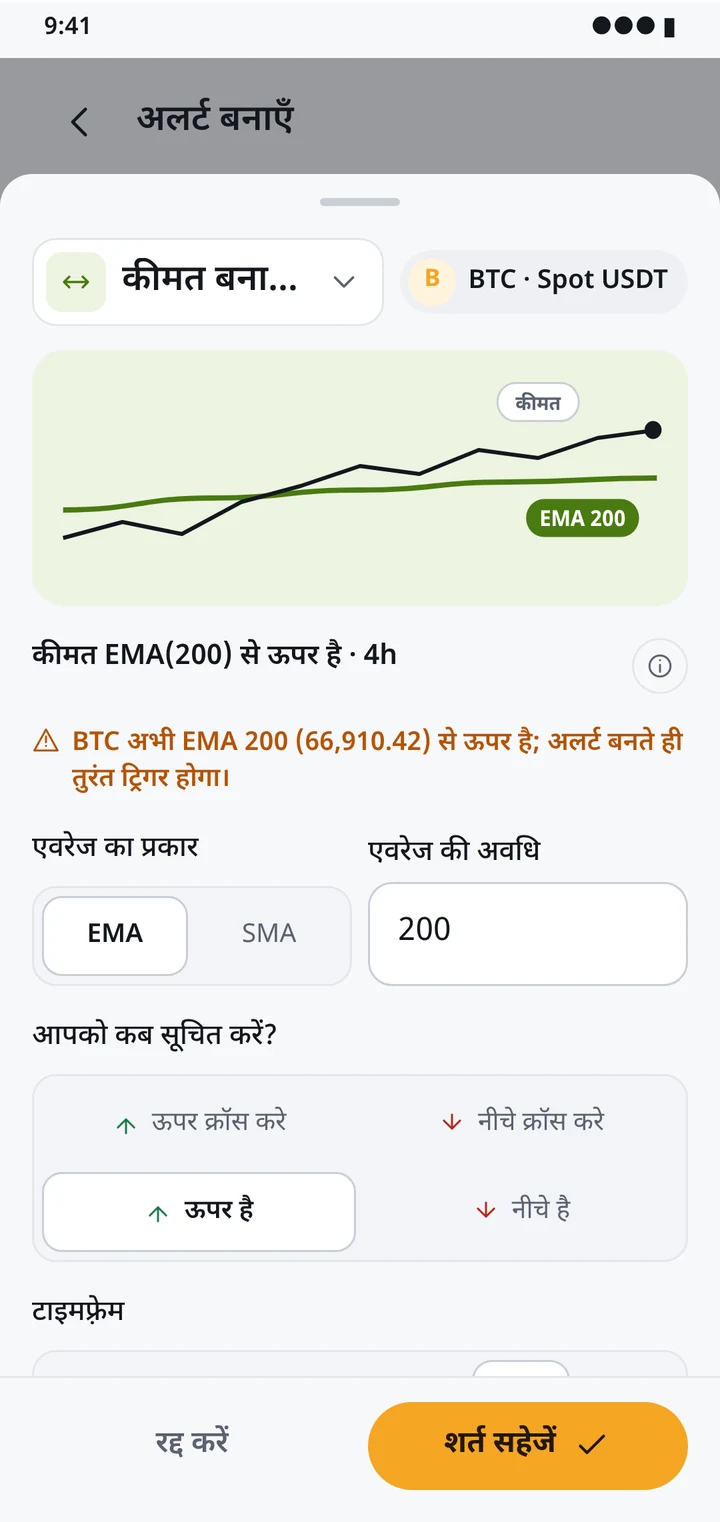 9:41
अलर्ट बनाएँ
कीमत बना...
B BTC · Spot USDT
कीमत
EMA 200
कीमत EMA(200) से ऊपर है · 4h
BTC अभी EMA 200 (66,910.42) से ऊपर है; अलर्ट बनते ही
तुरंत ट्रिगर होगा।
एवरेज का प्रकार
एवरेज की अवधि
EMA SMA
200
आपको कब सूचित करें?
ऊपर क्रॉस करे
नीचे क्रॉस करे
ऊपर है
नीचे है
टाइमफ़्रेम
रद्द करें
शर्त सहेजें